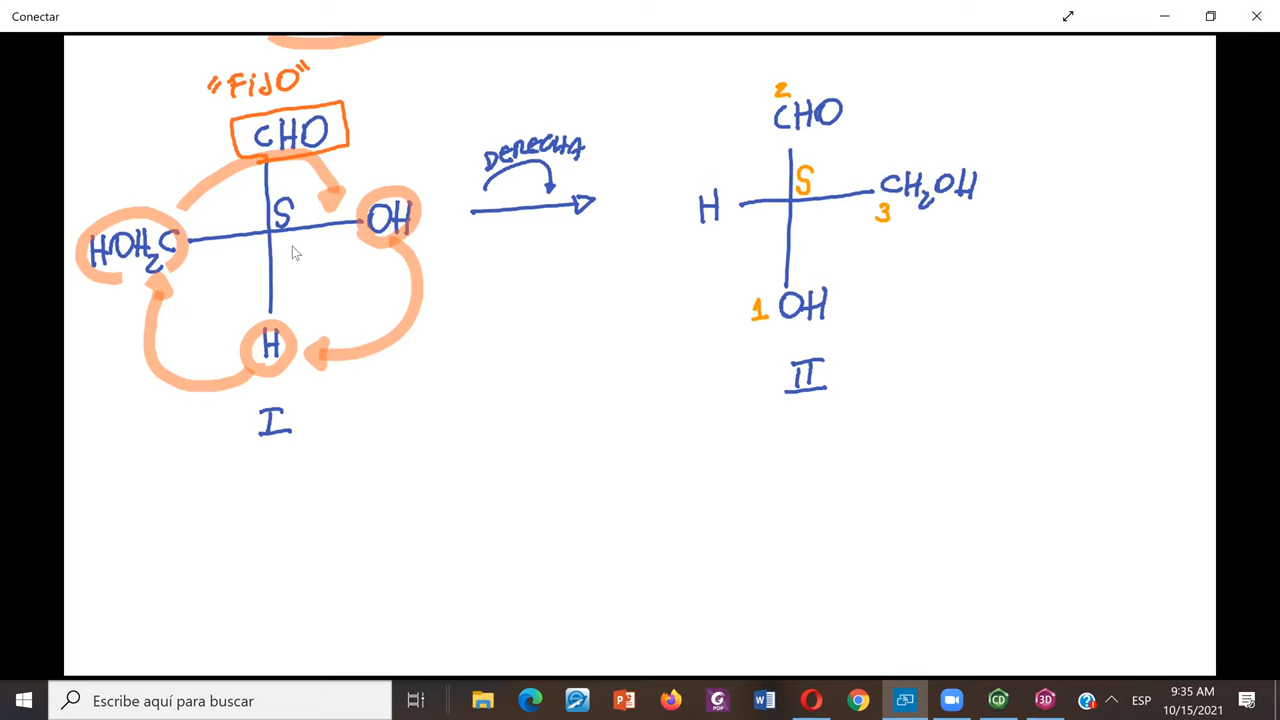 Conectar
"FiJO"
CHO
S
OH
HOH₂C
H
I
DERECHA
2
CHO
S
H
CH₂OH
3
1 OH
II
Escribe aquí para buscar
ESP
9:35 AM
10/15/2021